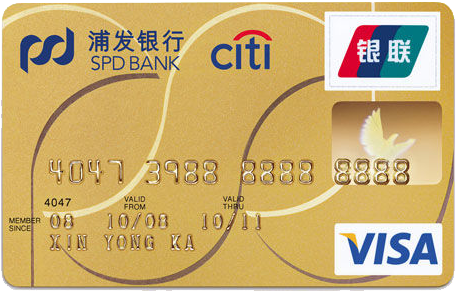 浦发银行
SPD BANK
citi
银联
4047 3988 8888 8888
4047
VALID FROM
VALID THRU
MEMBER SINCE
08 10/08 10/11
XIN YONG KA
VISA